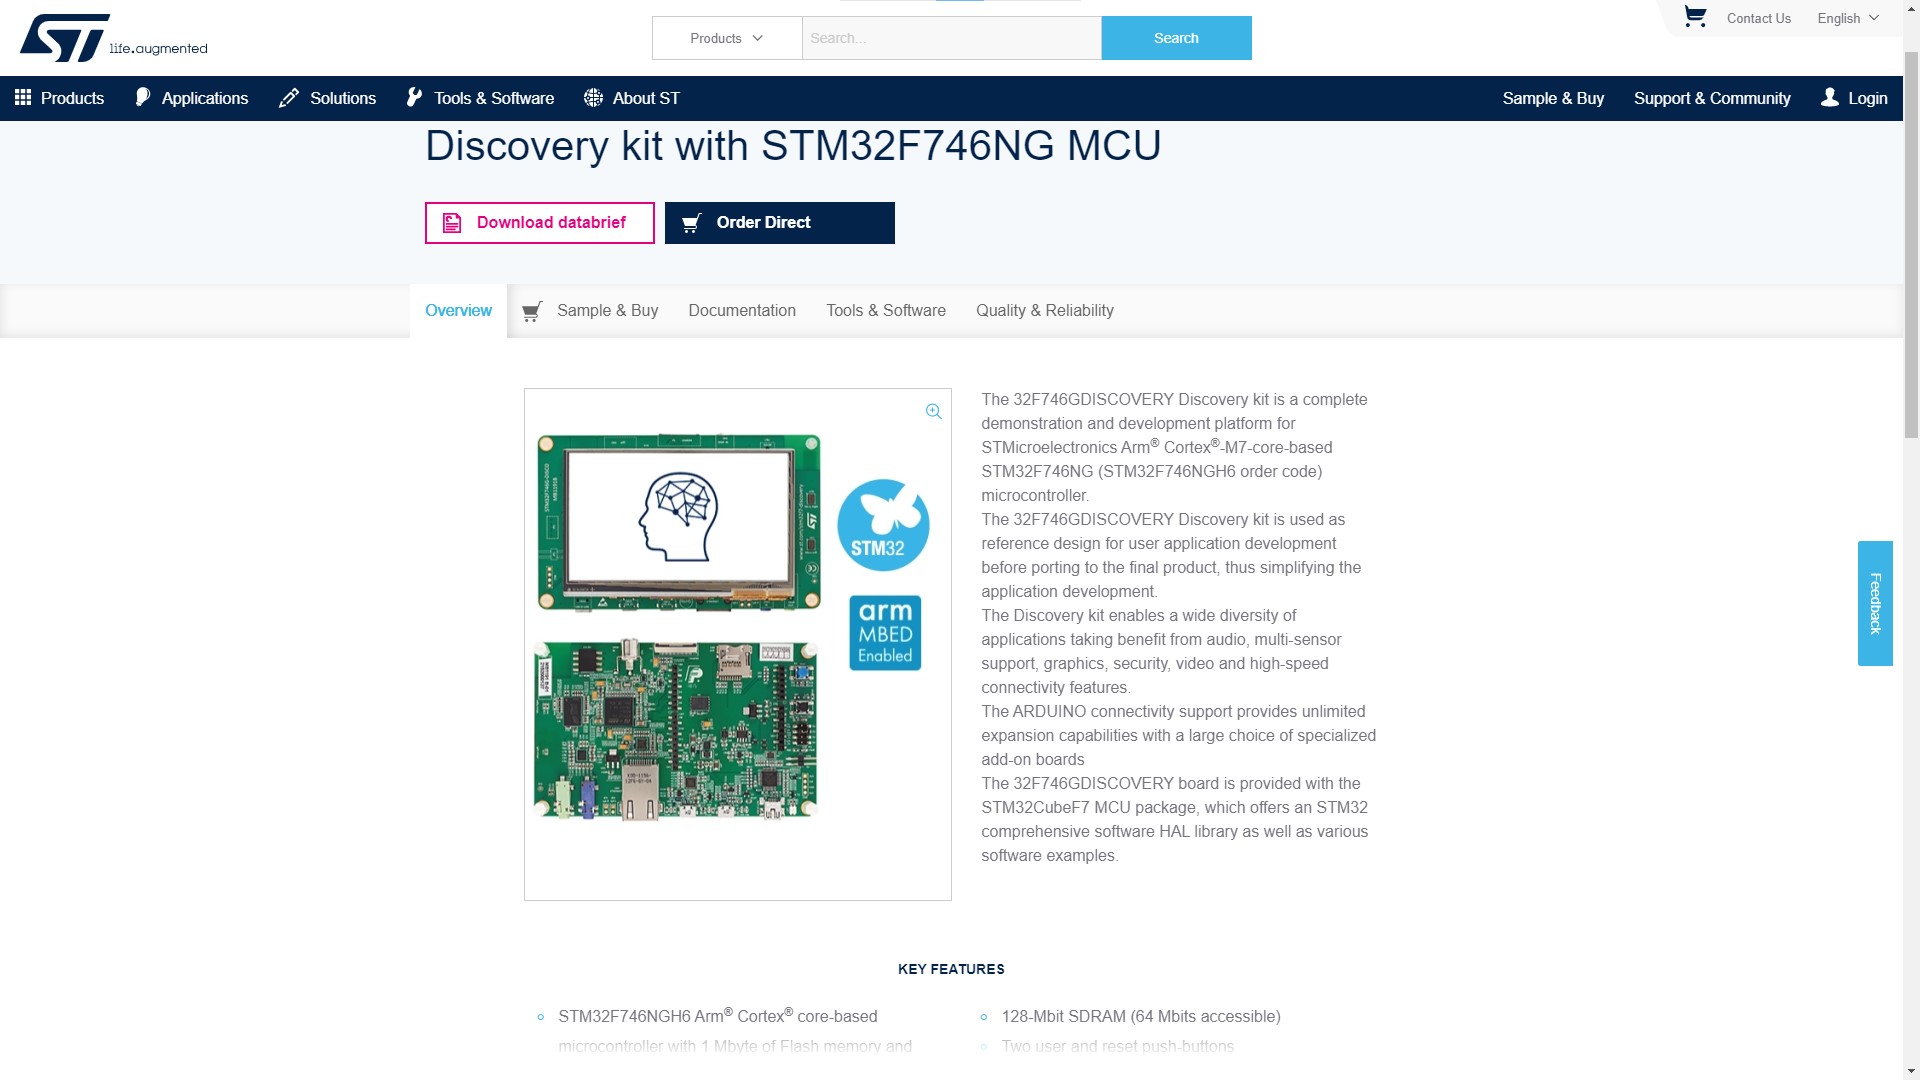 ST life.augmented
Products
Search...
Search
Contact Us
English
Products
Applications
Solutions
Tools & Software
About ST
Sample & Buy
Support & Community
Login
Discovery kit with STM32F746NG MCU
Download databrief
Order Direct
Overview
Sample & Buy
Documentation
Tools & Software
Quality & Reliability
STM32
arm
MBED
Enabled
The 32F746GDISCOVERY Discovery kit is a complete
demonstration and development platform for
STMicroelectronics Arm® Cortex®-M7-core-based
STM32F746NG (STM32F746NGH6 order code)
microcontroller.
The 32F746GDISCOVERY Discovery kit is used as
reference design for user application development
before porting to the final product, thus simplifying the
application development.
The Discovery kit enables a wide diversity of
applications taking benefit from audio, multi-sensor
support, graphics, security, video and high-speed
connectivity features.
The ARDUINO connectivity support provides unlimited
expansion capabilities with a large choice of specialized
add-on boards
The 32F746GDISCOVERY board is provided with the
STM32CubeF7 MCU package, which offers an STM32
comprehensive software HAL library as well as various
software examples.
Feedback
KEY FEATURES
STM32F746NGH6 Arm® Cortex® core-based
microcontroller with 1 Mbyte of Flash memory and
128-Mbit SDRAM (64 Mbits accessible)
Two user and reset push-buttons